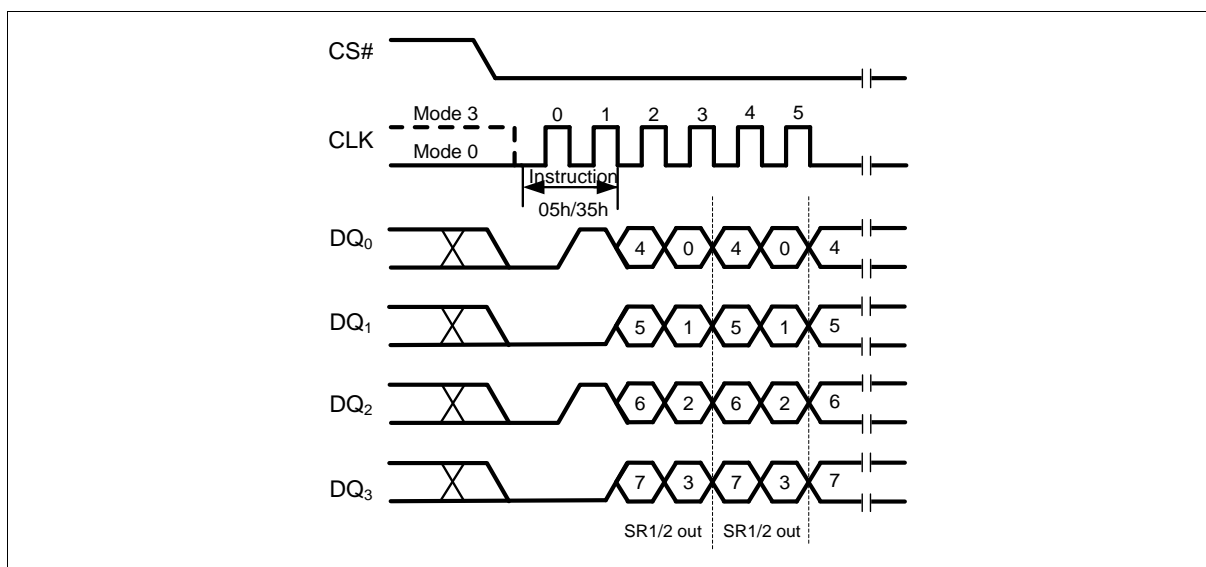 CS#
Mode 3 0 1 2 3 4 5
CLK
Mode 0
Instruction
05h/35h
DQ0 4 0 4 0 4
DQ1 5 1 5 1 5
DQ2 6 2 6 2 6
DQ3 7 3 7 3 7
SR1/2 out SR1/2 out